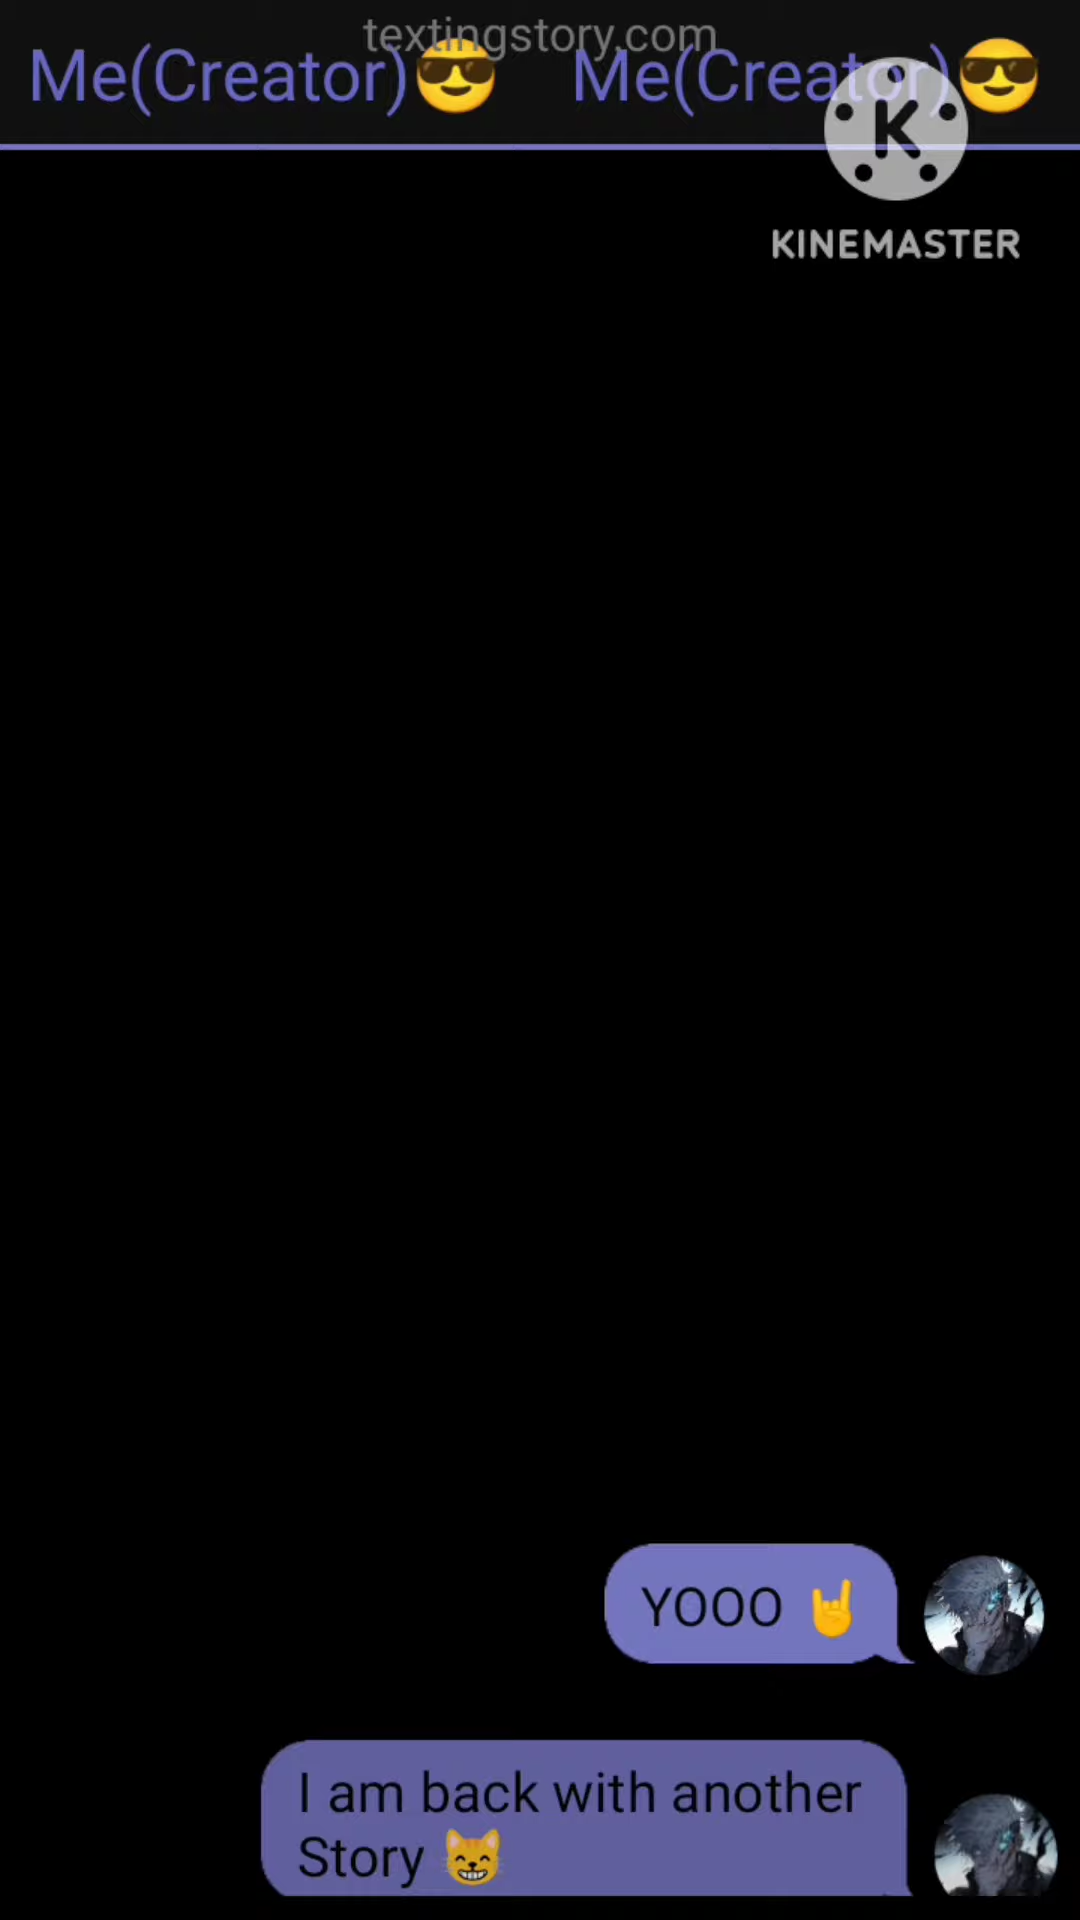 textingstory.com
Me(Creator)😎 Me(Creator)😎
K
KINEMASTER
YOOO 🤘
I am back with another
Story 😸